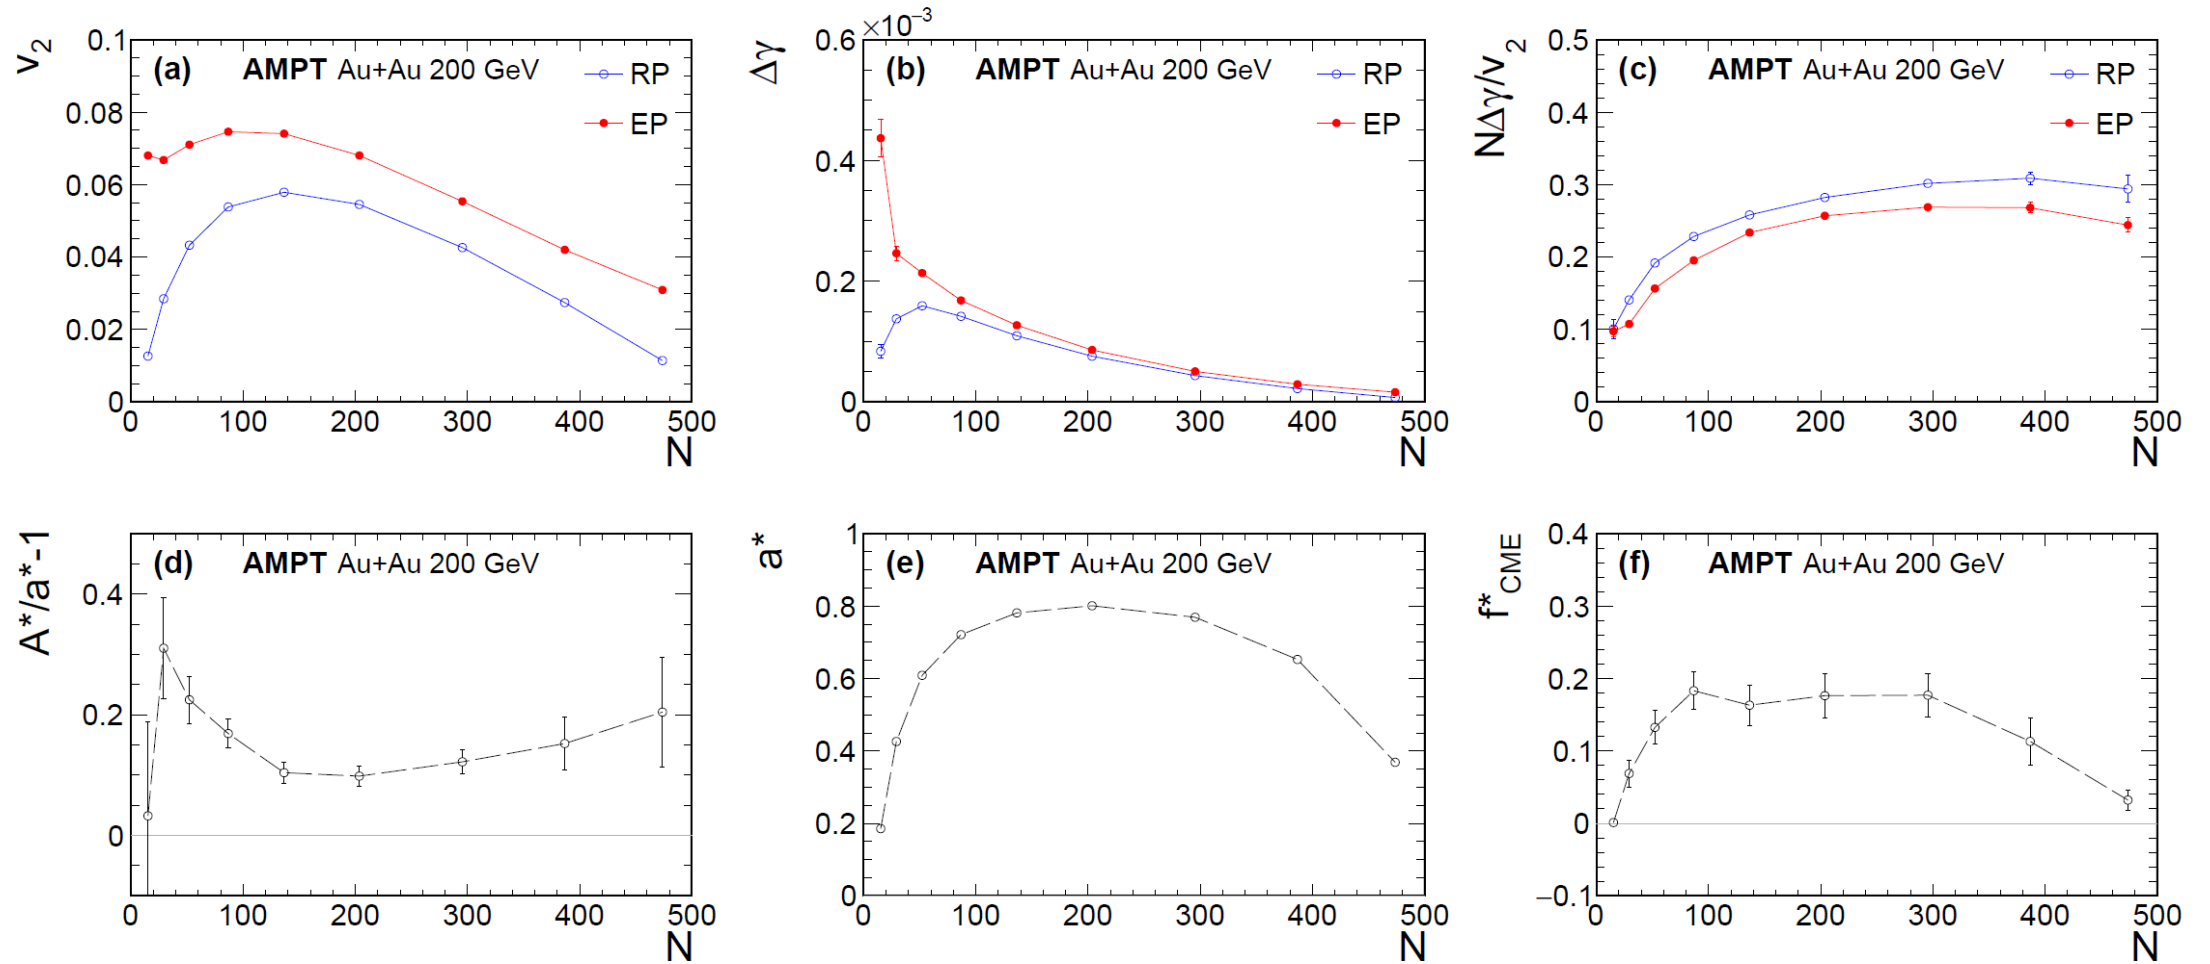 (a) AMPT Au+Au 200 GeV
RP
EP
v2
0.1
0.08
0.06
0.04
0.02
0
0 100 200 300 400 500
N
×10−3
(b) AMPT Au+Au 200 GeV
RP
EP
Δγ
0.6
0.4
0.2
0
0 100 200 300 400 500
N
(c) AMPT Au+Au 200 GeV
RP
EP
NΔγ/v2
0.5
0.4
0.3
0.2
0.1
0
0 100 200 300 400 500
N
(d) AMPT Au+Au 200 GeV
A*/a*-1
0.4
0.2
0
0 100 200 300 400 500
N
(e) AMPT Au+Au 200 GeV
a*
1
0.8
0.6
0.4
0.2
0
0 100 200 300 400 500
N
(f) AMPT Au+Au 200 GeV
f*CME
0.4
0.3
0.2
0.1
0
−0.1
0 100 200 300 400 500
N